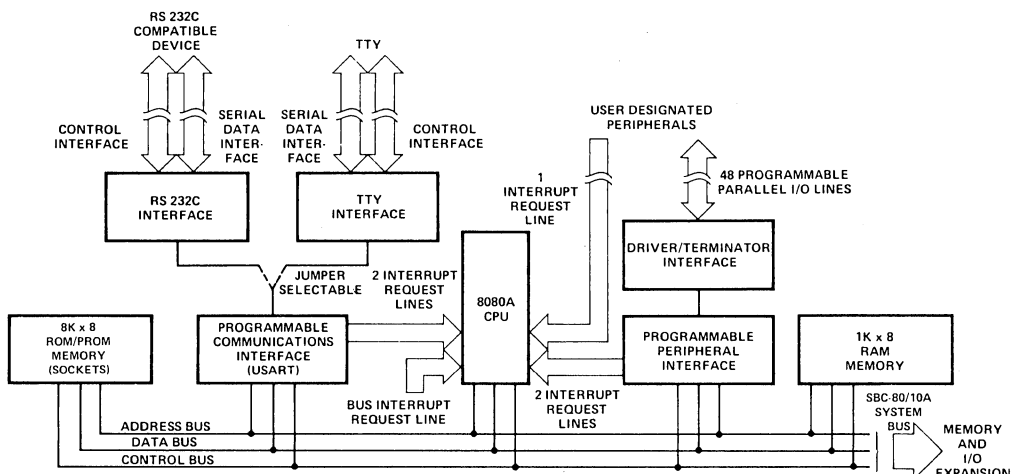 RS 232C
COMPATIBLE
DEVICE
TTY
CONTROL
INTERFACE
SERIAL
DATA
INTER-
FACE
SERIAL
DATA
INTER-
FACE
CONTROL
INTERFACE
USER DESIGNATED
PERIPHERALS
1
INTERRUPT
REQUEST
LINE
48 PROGRAMMABLE
PARALLEL I/O LINES
RS 232C
INTERFACE
TTY
INTERFACE
DRIVER/TERMINATOR
INTERFACE
JUMPER
SELECTABLE
2 INTERRUPT
REQUEST
LINES
8080A
CPU
8K x 8
ROM/PROM
MEMORY
(SOCKETS)
PROGRAMMABLE
COMMUNICATIONS
INTERFACE
(USART)
PROGRAMMABLE
PERIPHERAL
INTERFACE
1K x 8
RAM
MEMORY
BUS INTERRUPT
REQUEST LINE
2 INTERRUPT
REQUEST
LINES
SBC-80/10A
SYSTEM
BUS
ADDRESS BUS
DATA BUS
CONTROL BUS
MEMORY
AND
I/O
EXPANSION